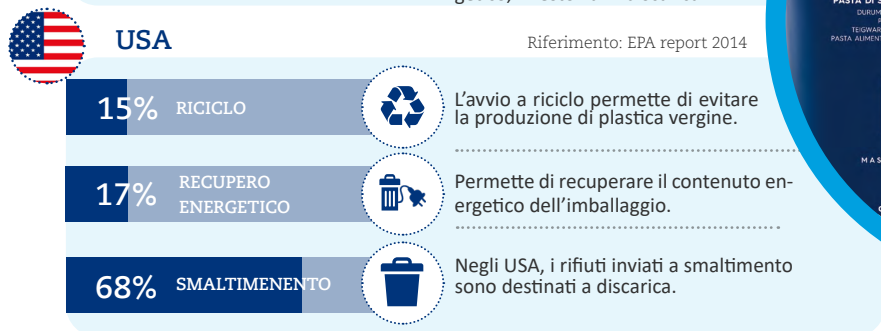 USA
Riferimento: EPA report 2014
15% RICICLO
L'avvio a riciclo permette di evitare
la produzione di plastica vergine.
17% RECUPERO
ENERGETICO
Permette di recuperare il contenuto en-
ergetico dell'imballaggio.
68% SMALTIMENENTO
Negli USA, i rifiuti inviati a smaltimento
sono destinati a discarica.
PASTA DI S
DURUM
TEIGWAR
PASTA ALIMENT
MAS